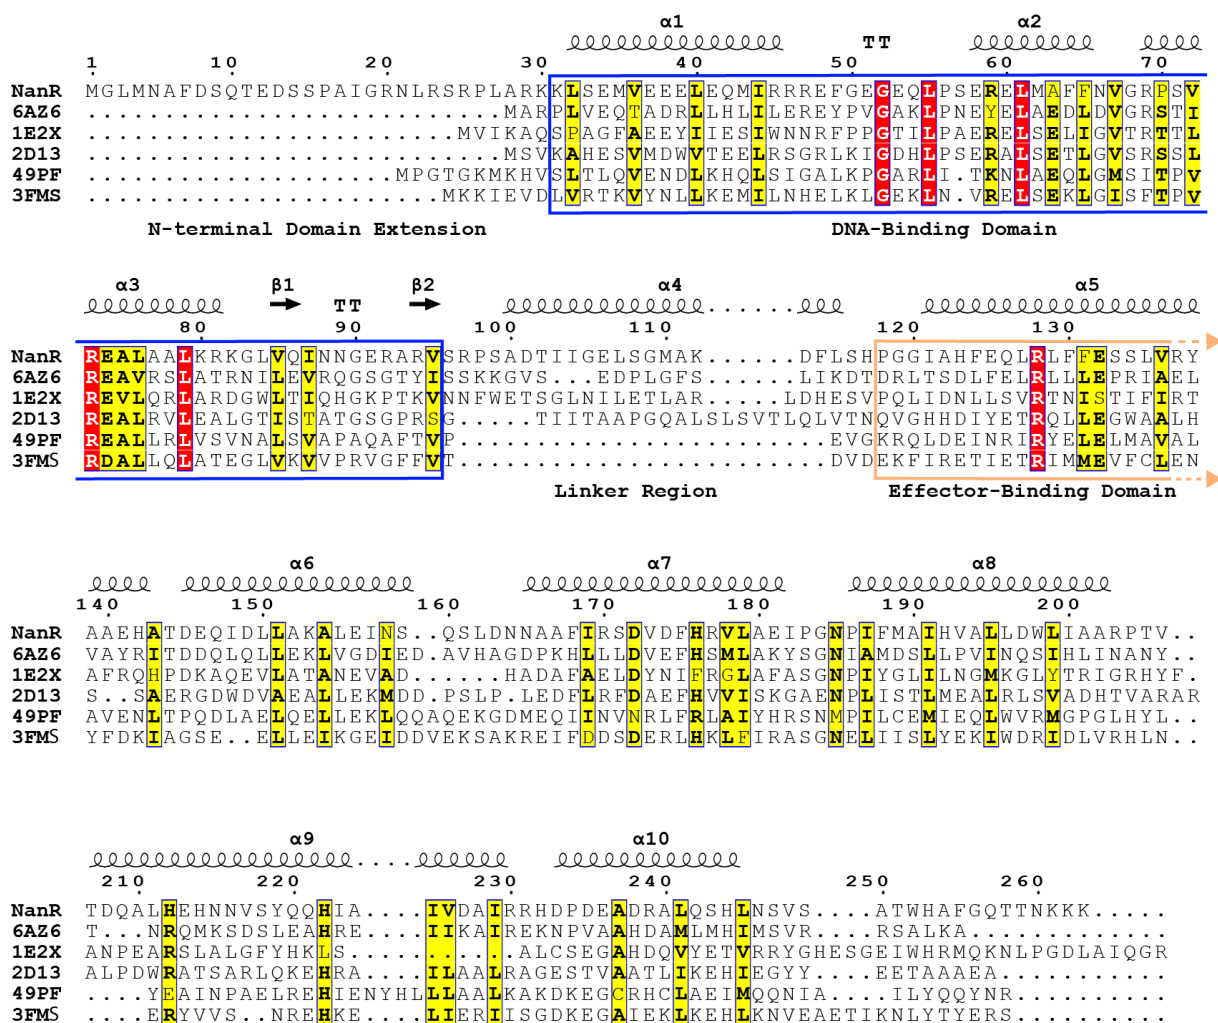 α1 α2
TT
1 10 20 30 40 50 60 70
NanR MGLMNAFDSQTEDSSPAIGRNLRSRPLARKKLSEMVEEELEQMIRRREFGEGEQLPSERELMAFFNVGRPSV
6AZ6 ...........................MARPLVEQTADRLLHLILEREYPVGAKLPNEYELAEDLDVGRSTI
1E2X ........................MVIKAQSPAGFAEEYIIESIWNNRFPPGTILPAERELSELIGVTRTTL
2D13 ...........................MSVKAHESVMDWVTEELRSGRLKIGDHLPSERALSETLGVSRSSL
49PF ....................MPGTGKMKHVSLTLQVENDLKHQLSIGALKPGARLI.TKNLAEQLGMSITPV
3FMS ......................MKKIEVDLVRTKVYNLLKEMILNHELKLGEKLN.VRELSEKLGISFTPV
N-terminal Domain Extension DNA-Binding Domain
α3 β1 β2 α4 α5
TT ......
80 90 100 110 120 130
NanR REALAALKRKGLVQINNGERARVSRPSADTIIGELSGMAK......DFLSHPGGIAHFEQLRLFFESSLVRY
6AZ6 REAVRSLATRNILEVRQGSGTYISSKKGVS...EDPLGFS......LIKDTDRLTSDLFELRLLLEPRIAEL
1E2X REVLQRLARDGWLTIQHGKPTKVNNFWETSGLNILETLAR......LDHESVPQLIDNLLSVRTNISTIFIRT
2D13 REALRVLEALGTISTATGSGPRSG.....TIITAAPGQALSLSVTLQLVTNQVGHHDIYETRQLLEGWAALH
49PF REALLRLVSVNALSVAPAQAFTVP........................EVGKRQLDEINRIRYELELMAVAL
3FMS RDALLQLATEGLVKVVPRVGFFVT........................DVDEKFIRETIETRIMMEVFCLEN
Linker Region Effector-Binding Domain
α6 α7 α8
140 150 160 170 180 190 200
NanR AAEHATDEQIDLLAKALEINS..QSLDNNAAFIRSDVDFHRVLAEIPGNPIFMAIHVALLDWLIAARPTV..
6AZ6 VAYRITDDQLQLLEKLVGDIED.AVHAGDPKHLLLDVEFHSMLAKYSGNIAMDSLLPVINQSIHLINANY..
1E2X AFRQHPDKAQEVLATANEVAD....HADAFAELDYNIFRGLAFASGNPIYGLILNGMKGLYTRIGRHYF.
2D13 S..SAERGDWDVAEALLEKMDD.PSLP.LEDFLRFDAEFHVVISKGAENPLISTLMEALRLSVADHTVARAR
49PF AVENLTPQDLAELQELLEKLQQAQEKGDMEQIINVNRLFRLAIYHRSNMPILCEMIEQLWVRMGPGLHYL..
3FMS YFDKIAGSE..ELLEIKGEIDDVEKSAKREIFDDSDERLHKLFIRASGNELIISLYEKIWDRIDLVRHLN..
α9 α10
....
210 220 230 240 250 260
NanR TDQALHEHNNVSYQQHIA....IVDAIRRHDPDEADRALQSHLNSVS....ATWHAFGQTTNKKK.....
6AZ6 T....NRQMKSDSLEAHRE....IIKAIREKNPVAAHDAMLMHIMSVR....RSALKA............
1E2X ANPEARSLALGFYHKLS..........ALCSEGAHDQVYETVRRYGHESGEIWHRMQKNLPGDLAIQGR
2D13 ALPDWRATSARLQKEHRA....ILAALRAGESTVAATLIKEHIEGYY....EETAAAEA...........
49PF ....YEAINPAELREHIENYHLLLAALKAKDKEGCRHCLAEIMQQNIA....ILYQQYNR..........
3FMS ....ERYVVS..NREHKE....LIERIISGDKEGAIEKLKEHLKNVEAETIKNLYTYERS..........